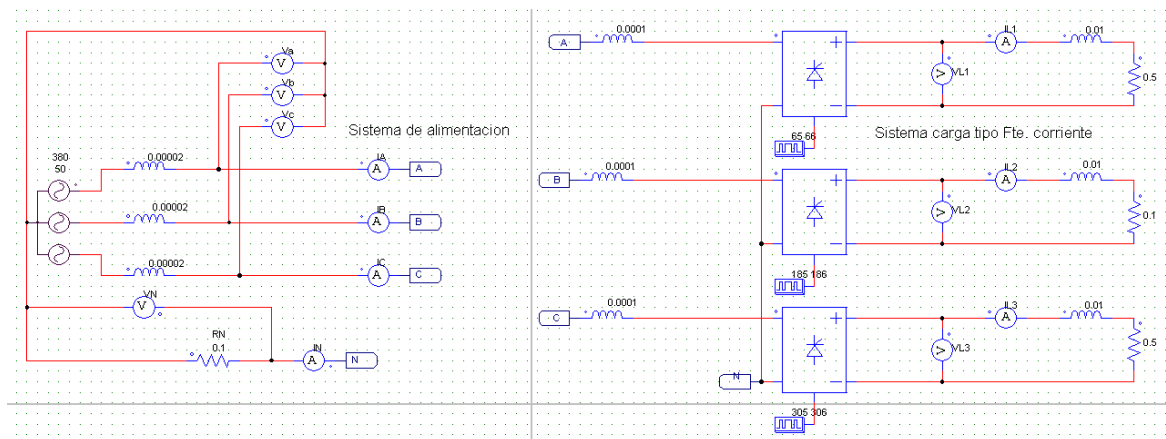 Va
V
Vb
V
Vc
V
Sistema de alimentacion
380
50
0.00002
IA
A
A
0.00002
IB
A
B
0.00002
IC
A
C
VN
V
RN
0.1
IN
A
N
A
0.0001
IL1
A
0.01
V
VL1
0.5
65 66
Sistema carga tipo Fte. corriente
B
0.0001
IL2
A
0.01
V
VL2
0.1
185 186
C
0.0001
IL3
A
0.01
V
VL3
0.5
N
305 306